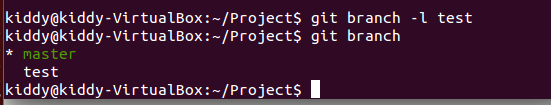 kiddy@kiddy-VirtualBox:~/Project$ git branch -l test
kiddy@kiddy-VirtualBox:~/Project$ git branch
* master
  test
kiddy@kiddy-VirtualBox:~/Project$